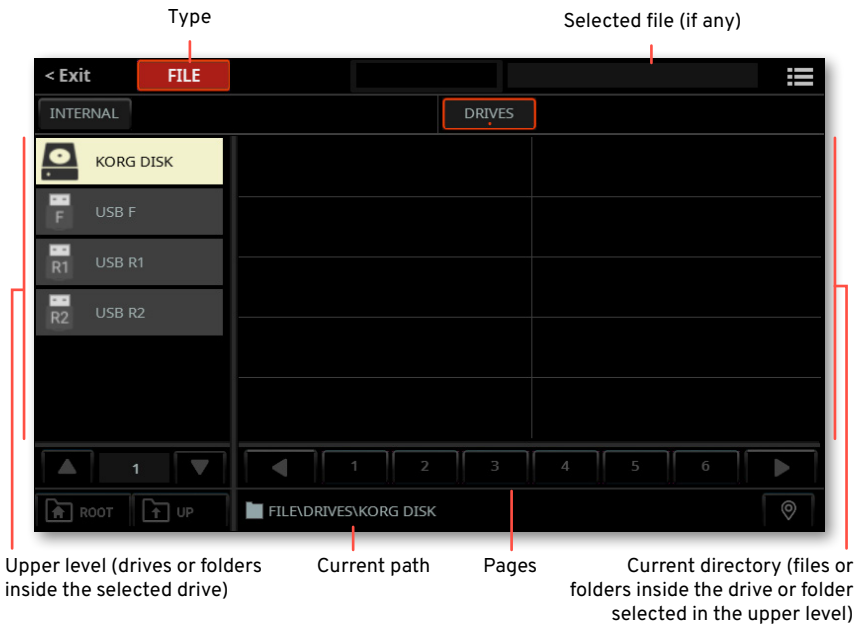 Type
Selected file (if any)
< Exit
FILE
INTERNAL
DRIVES
KORG DISK
F
USB F
R1
USB R1
R2
USB R2
1
1
2
3
4
5
6
ROOT
UP
FILE\DRIVES\KORG DISK
Upper level (drives or folders
inside the selected drive)
Current path
Pages
Current directory (files or
folders inside the drive or folder
selected in the upper level)